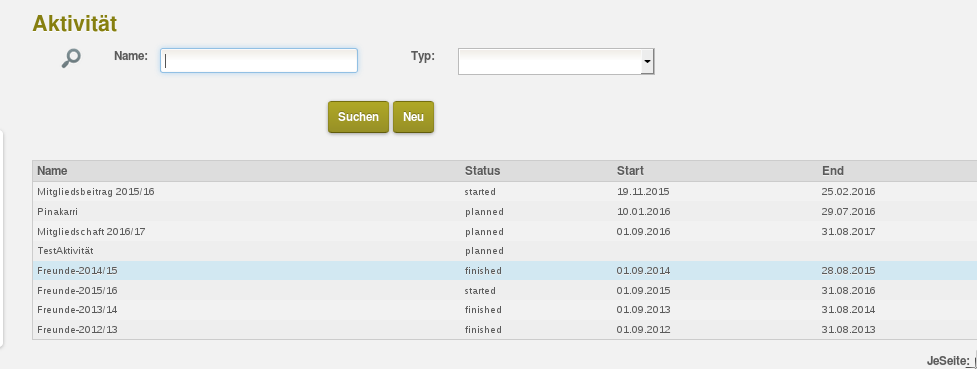 Aktivität
Name: Typ:
Suchen Neu
Name Status Start End
Mitgliedsbeitrag 2015/16 started 19.11.2015 25.02.2016
Pinakarri planned 10.01.2016 29.07.2016
Mitgliedschaft 2016/17 planned 01.09.2016 31.08.2017
TestAktivität planned
Freunde-2014/15 finished 01.09.2014 28.08.2015
Freunde-2015/16 started 01.09.2015 31.08.2016
Freunde-2013/14 finished 01.09.2013 31.08.2014
Freunde-2012/13 finished 01.09.2012 31.08.2013
JeSeite: